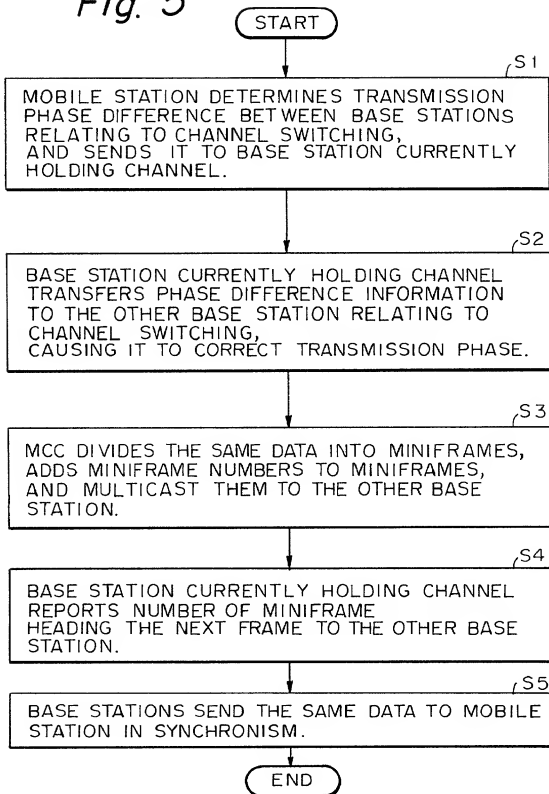 Fig. 5
START
S1
MOBILE STATION DETERMINES TRANSMISSION
PHASE DIFFERENCE BETWEEN BASE STATIONS
RELATING TO CHANNEL SWITCHING,
AND SENDS IT TO BASE STATION CURRENTLY
HOLDING CHANNEL.
S2
BASE STATION CURRENTLY HOLDING CHANNEL
TRANSFERS PHASE DIFFERENCE INFORMATION
TO THE OTHER BASE STATION RELATING TO
CHANNEL SWITCHING,
CAUSING IT TO CORRECT TRANSMISSION PHASE.
S3
MCC DIVIDES THE SAME DATA INTO MINIFRAMES,
ADDS MINIFRAME NUMBERS TO MINIFRAMES,
AND MULTICAST THEM TO THE OTHER BASE
STATION.
S4
BASE STATION CURRENTLY HOLDING CHANNEL
REPORTS NUMBER OF MINIFRAME
HEADING THE NEXT FRAME TO THE OTHER BASE
STATION.
S5
BASE STATIONS SEND THE SAME DATA TO MOBILE
STATION IN SYNCHRONISM.
END